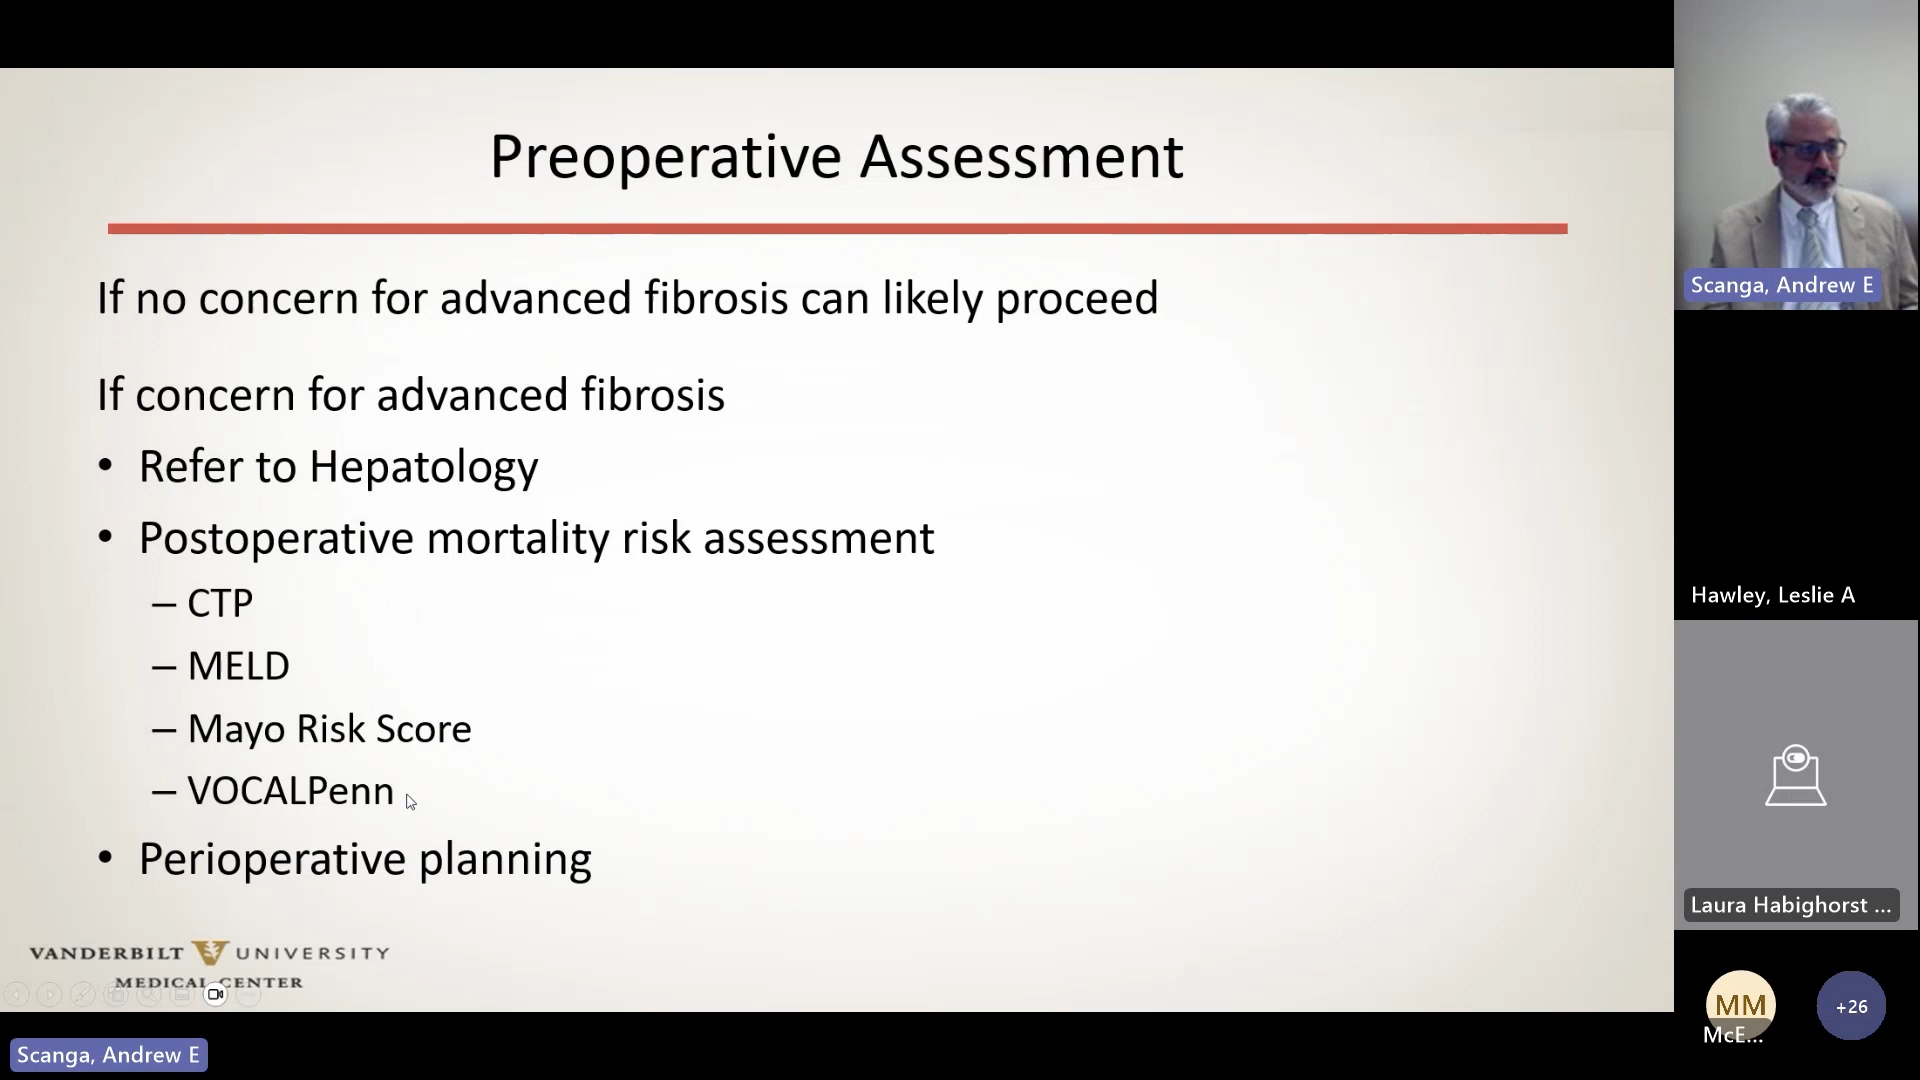 Preoperative Assessment
If no concern for advanced fibrosis can likely proceed
If concern for advanced fibrosis
• Refer to Hepatology
• Postoperative mortality risk assessment
– CTP
– MELD
– Mayo Risk Score
– VOCALPenn
• Perioperative planning
VANDERBILT V UNIVERSITY
MEDICAL CENTER
Scanga, Andrew E
Scanga, Andrew E
Hawley, Leslie A
Laura Habighorst ...
MM
McE...
+26